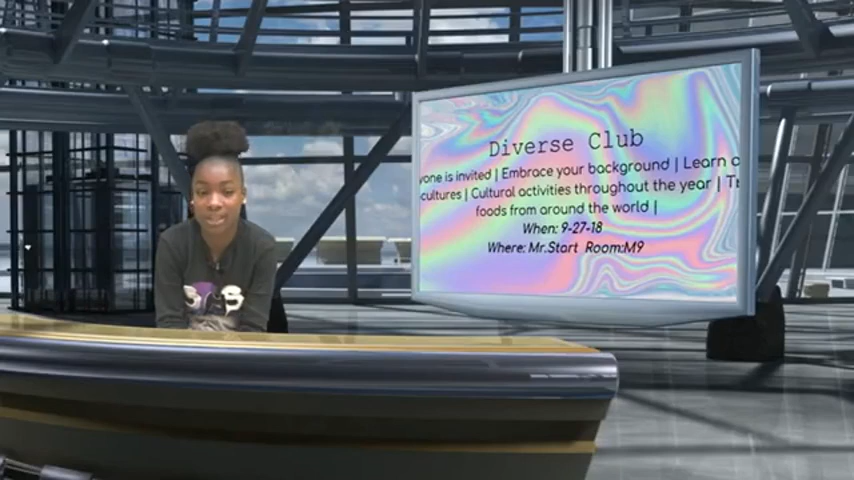 Diverse Club
one is invited | Embrace your background | Learn
cultures | Cultural activities throughout the year |
foods from around the world |
When: 9-27-18
Where: Mr.Start Room:M9